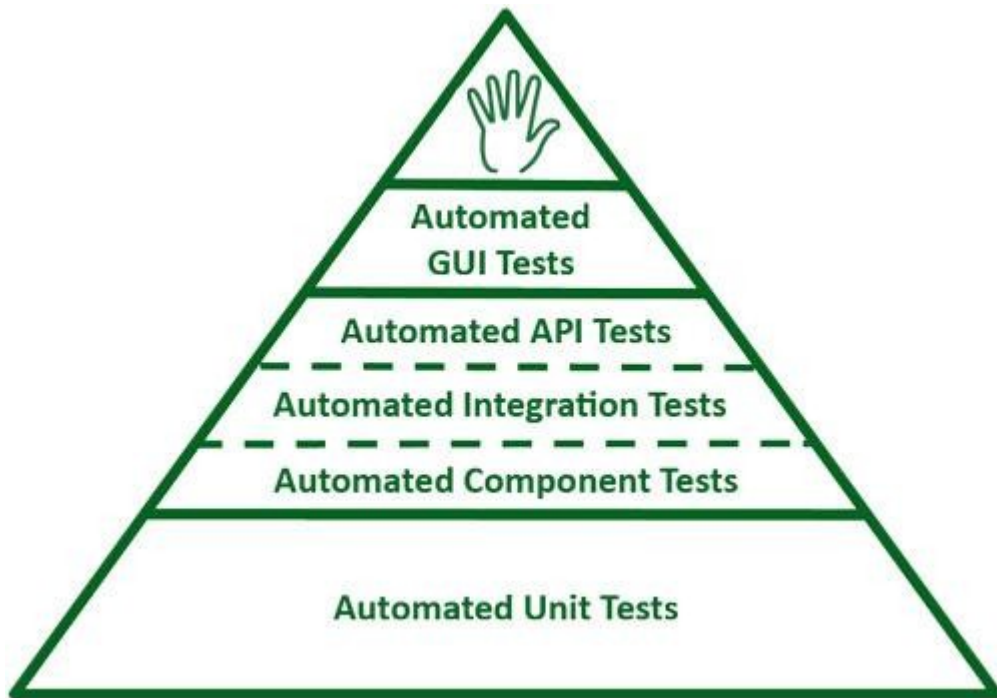 Automated
GUI Tests
Automated API Tests
Automated Integration Tests
Automated Component Tests
Automated Unit Tests